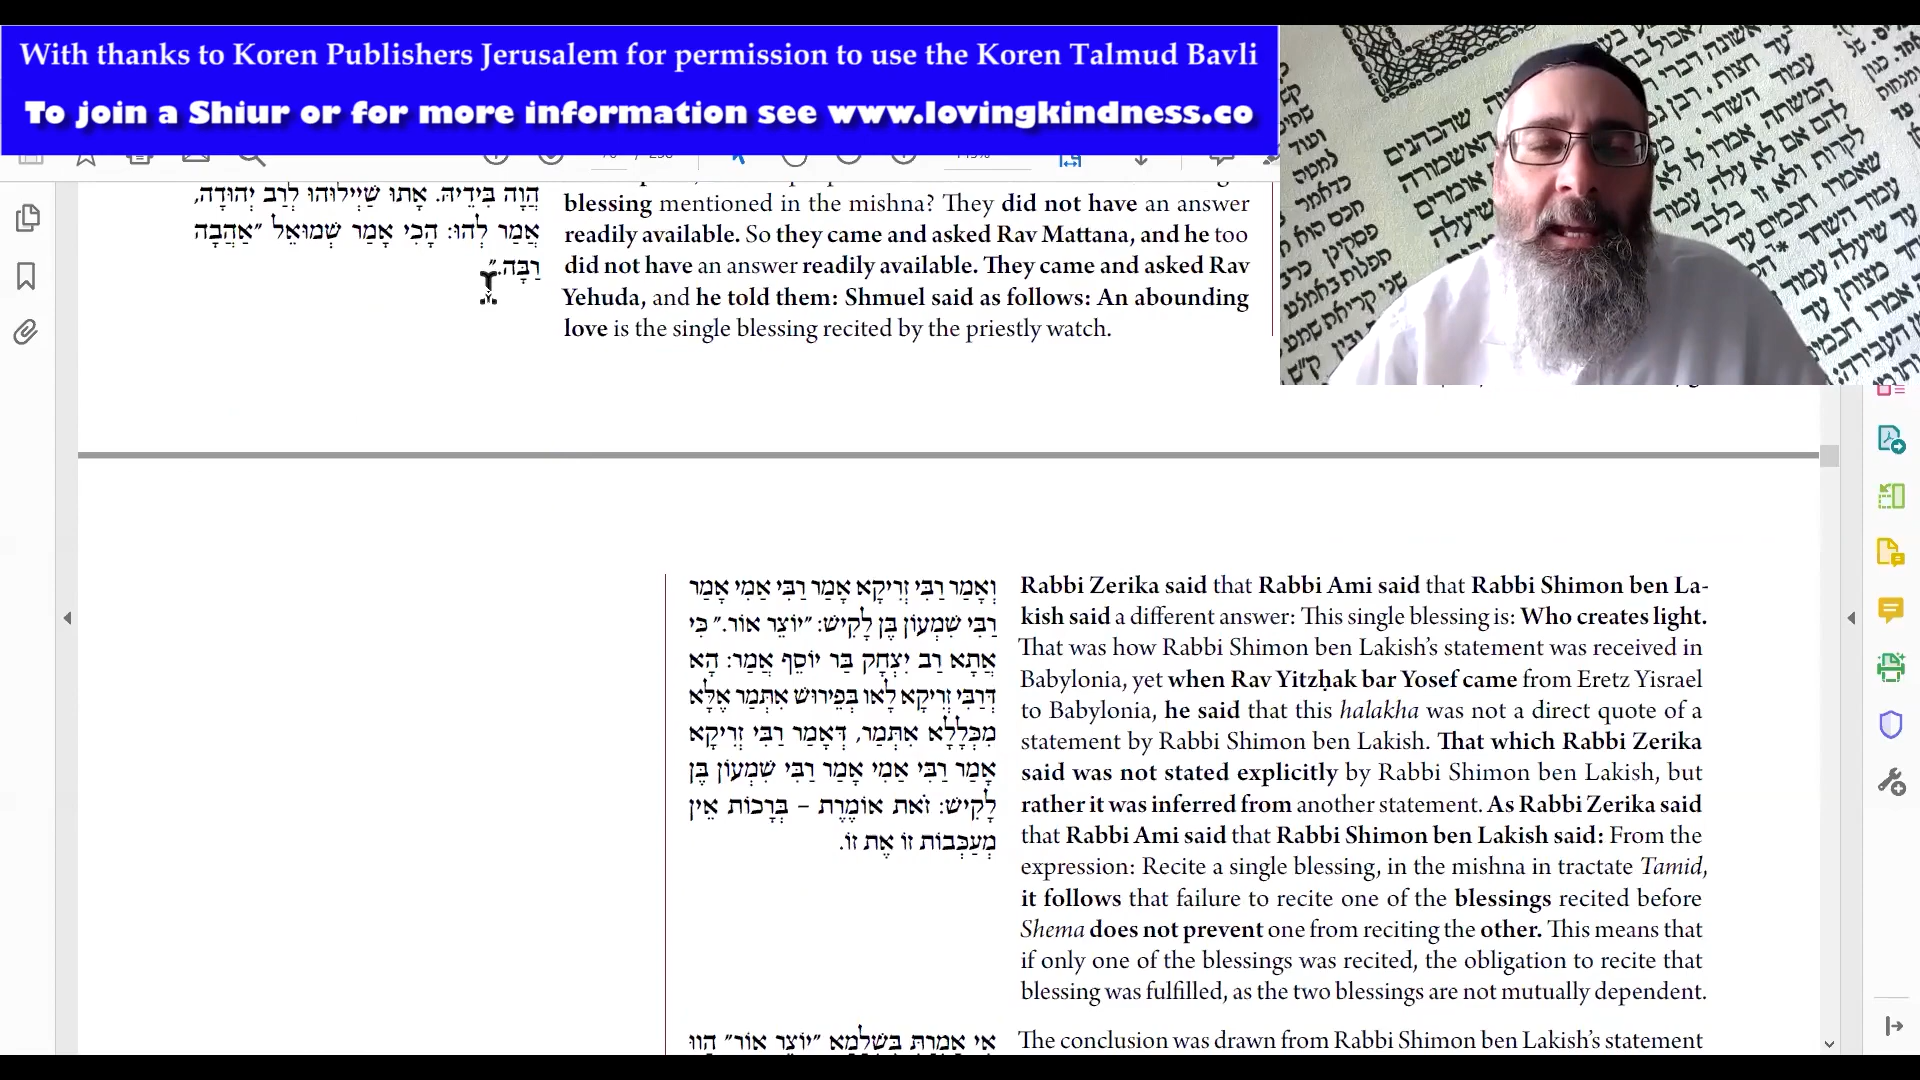 With thanks to Koren Publishers Jerusalem for permission to use the Koren Talmud Bavli
To join a Shiur or for more information see www.lovingkindness.co
הֲוָה בִּידֵיהּ. אֲתוֹ שַׁיְילוּהוּ לְרַב יְהוּדָה,
אֲמַר לְהוּ: הָכִי אָמַר שְׁמוּאֵל ״אַהֲבָה
רַבָּה.״
blessing mentioned in the mishna? They did not have an answer
readily available. So they came and asked Rav Mattana, and he too
did not have an answer readily available. They came and asked Rav
Yehuda, and he told them: Shmuel said as follows: An abounding
love is the single blessing recited by the priestly watch.
וְאָמַר רַבִּי זְרִיקָא אָמַר רַבִּי אַמִי אָמַר
רַבִּי שִׁמְעוֹן בֶּן לָקִישׁ: ״יוֹצֵר אוֹר.״ כִּי
אֲתָא רַב יִצְחָק בַּר יוֹסֵף אֲמַר: הָא
דְּרַבִּי זְרִיקָא לָאו בְּפֵירוּשׁ אִתְּמַר אֶלָּא
מִכְּלָלָא אִתְּמַר, דְּאָמַר רַבִּי זְרִיקָא
אָמַר רַבִּי אַמִי אָמַר רַבִּי שִׁמְעוֹן בֶּן
לָקִישׁ: זֹאת אוֹמֶרֶת – בְּרָכוֹת אֵין
מְעַכְּבוֹת זוֹ אֶת זוֹ.
Rabbi Zerika said that Rabbi Ami said that Rabbi Shimon ben La-
kish said a different answer: This single blessing is: Who creates light.
That was how Rabbi Shimon ben Lakish’s statement was received in
Babylonia, yet when Rav Yitzḥak bar Yosef came from Eretz Yisrael
to Babylonia, he said that this halakha was not a direct quote of a
statement by Rabbi Shimon ben Lakish. That which Rabbi Zerika
said was not stated explicitly by Rabbi Shimon ben Lakish, but
rather it was inferred from another statement. As Rabbi Zerika said
that Rabbi Ami said that Rabbi Shimon ben Lakish said: From the
expression: Recite a single blessing, in the mishna in tractate Tamid,
it follows that failure to recite one of the blessings recited before
Shema does not prevent one from reciting the other. This means that
if only one of the blessings was recited, the obligation to recite that
blessing was fulfilled, as the two blessings are not mutually dependent.
אִי אָמְרַתְּ בִּשְׁלָמָא ״יוֹצֵר אוֹר״ הֲווֹ
The conclusion was drawn from Rabbi Shimon ben Lakish’s statement